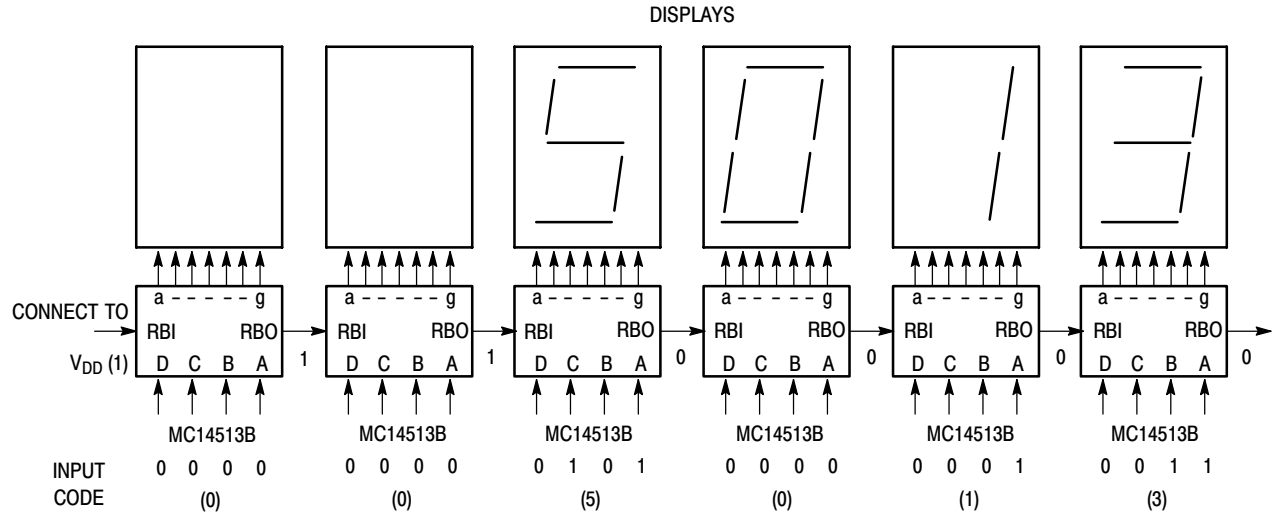 DISPLAYS
a - - - - - g a - - - - - g a - - - - - g a - - - - - g a - - - - - g a - - - - - g
CONNECT TO RBI RBO RBI RBO RBI RBO RBI RBO RBI RBO RBI RBO
VDD (1) D C B A 1 D C B A 1 D C B A 0 D C B A 0 D C B A 0 D C B A 0
MC14513B MC14513B MC14513B MC14513B MC14513B MC14513B
INPUT 0 0 0 0 0 0 0 0 0 1 0 1 0 0 0 0 0 0 0 1 0 0 1 1
CODE (0) (0) (5) (0) (1) (3)